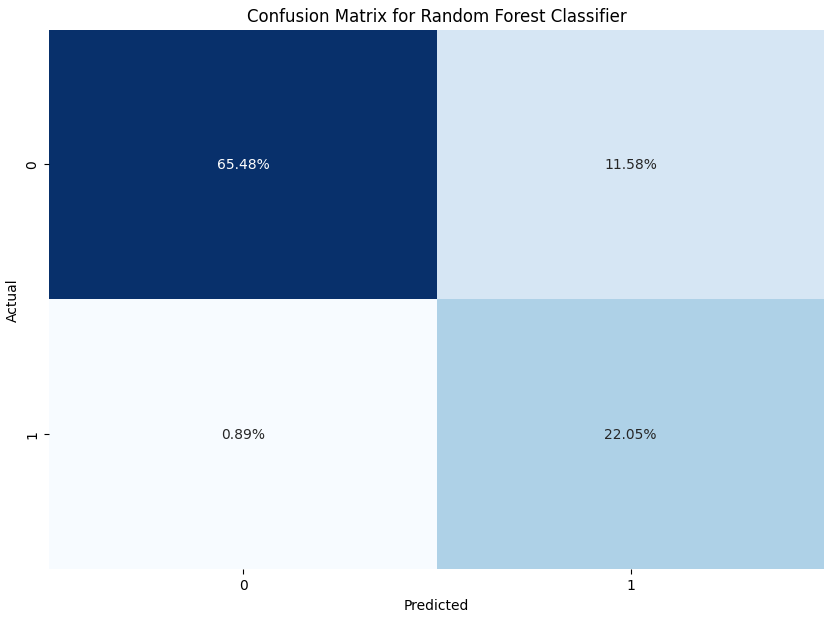 Confusion Matrix for Random Forest Classifier
Actual
0
65.48%
11.58%
1
0.89%
22.05%
0
1
Predicted